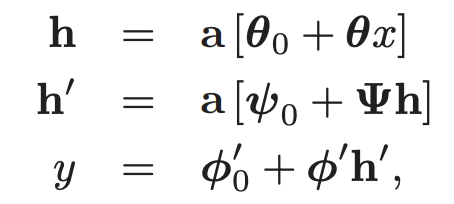 h = a[θ₀ + θx]
h′ = a[ψ₀ + Ψh]
y = ϕ′₀ + ϕ′h′,